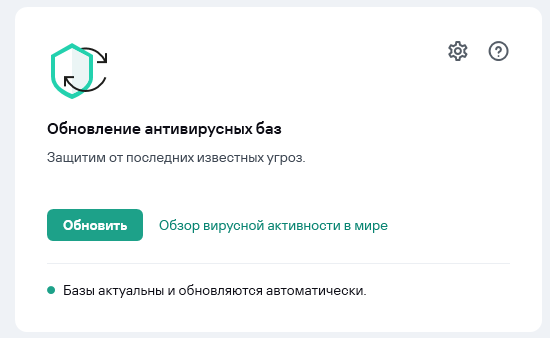 Обновление антивирусных баз
Защитим от последних известных угроз.
Обновить
Обзор вирусной активности в мире
Базы актуальны и обновляются автоматически.